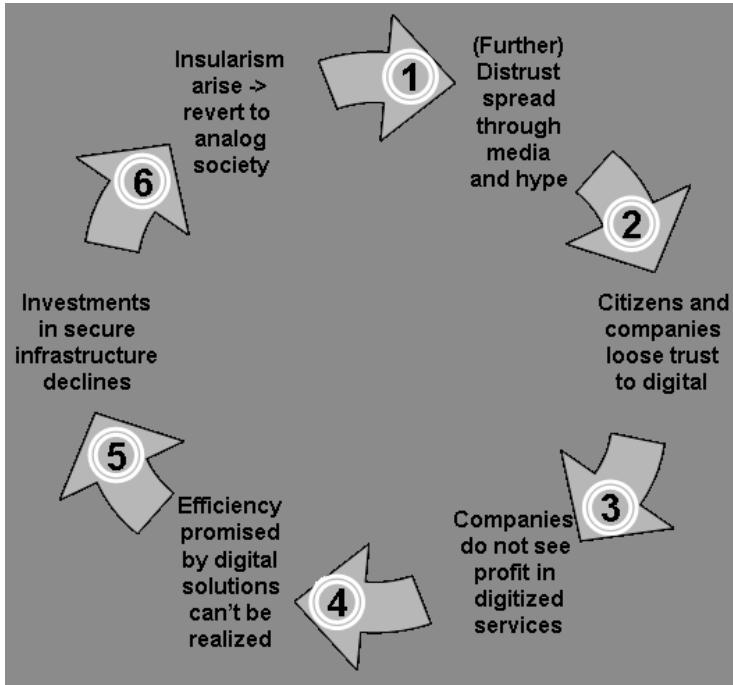 1
(Further)
Distrust
spread
through
media
and hype
2
Citizens and
companies
loose trust
to digital
3
Companies
do not see
profit in
digitized
services
4
Efficiency
promised
by digital
solutions
can't be
realized
5
Investments
in secure
infrastructure
declines
6
Insularism
arise ->
revert to
analog
society